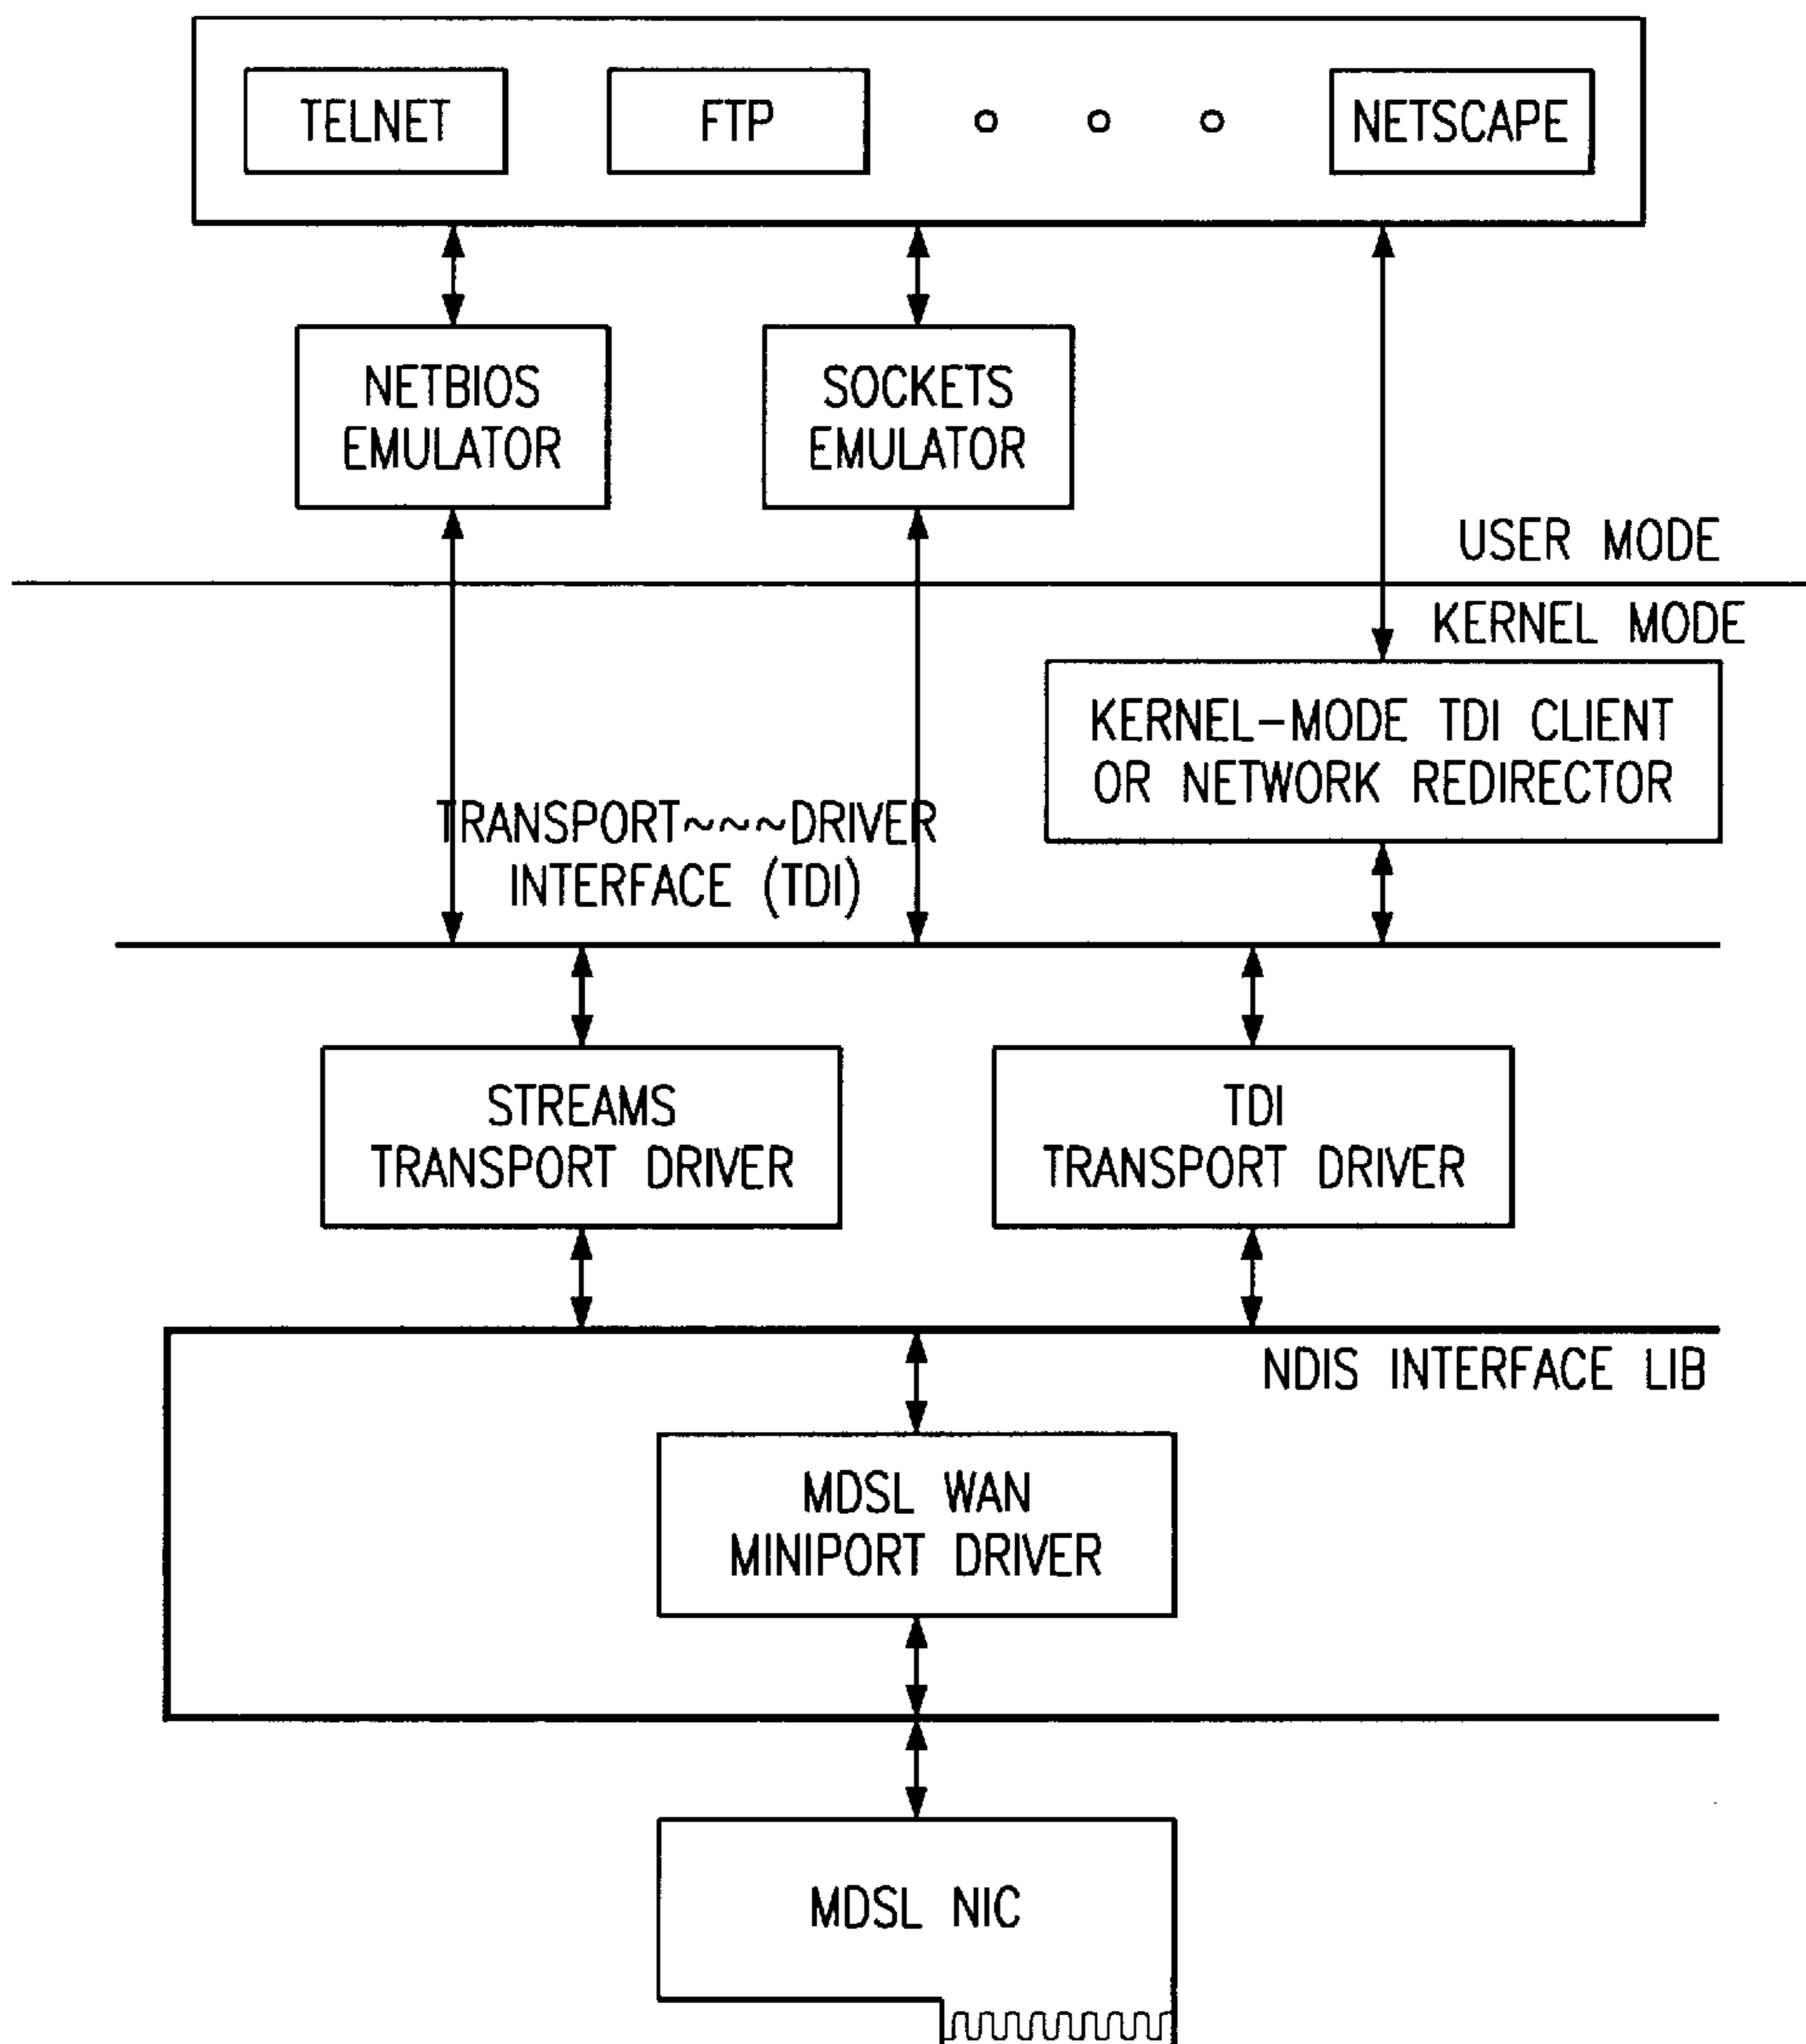 TELNET
FTP
NETSCAPE
NETBIOS
EMULATOR
SOCKETS
EMULATOR
USER MODE
KERNEL MODE
KERNEL-MODE TDI CLIENT
OR NETWORK REDIRECTOR
TRANSPORT~~~DRIVER
INTERFACE (TDI)
STREAMS
TRANSPORT DRIVER
TDI
TRANSPORT DRIVER
NDIS INTERFACE LIB
MDSL WAN
MINIPORT DRIVER
MDSL NIC